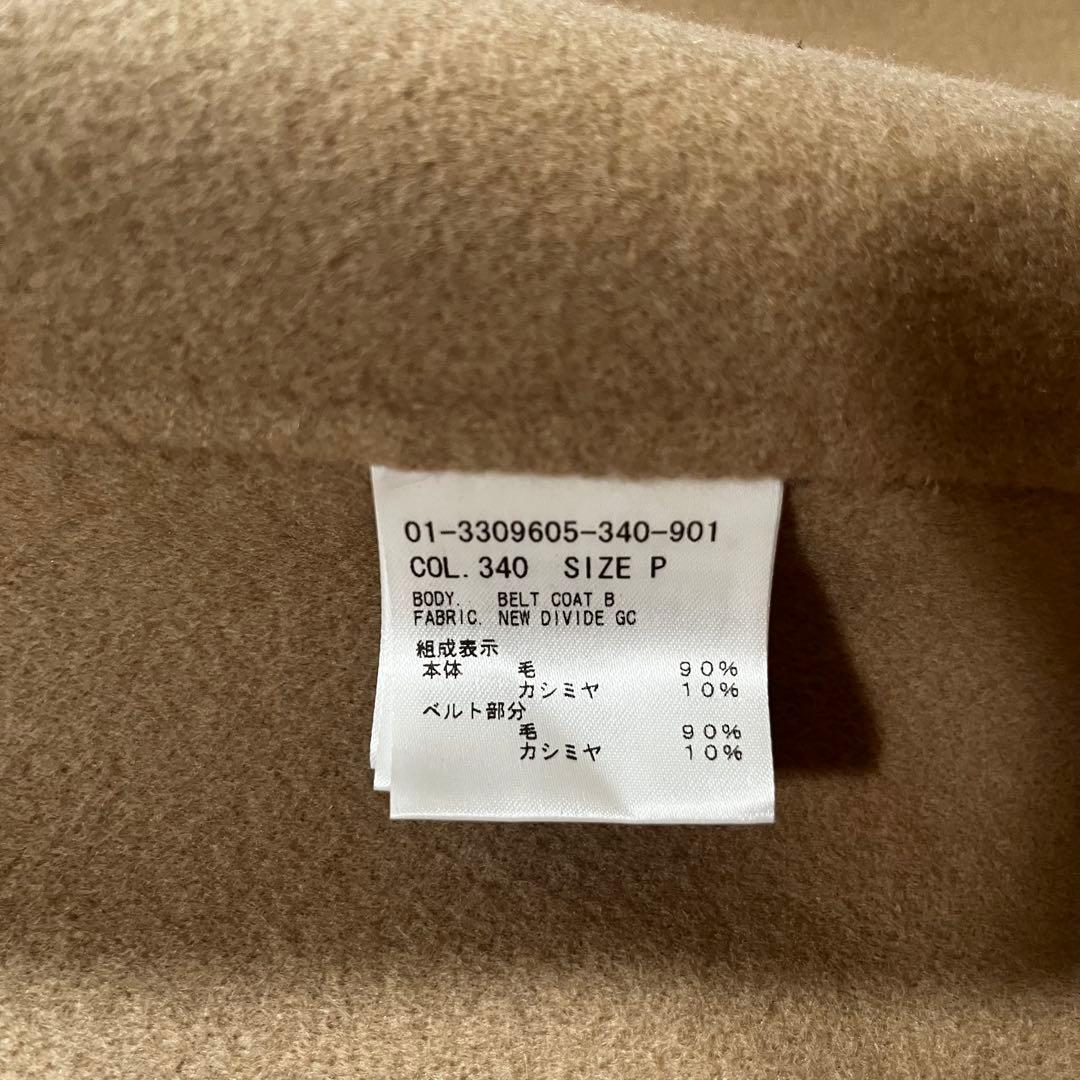 01-3309605-340-901
COL. 340 SIZE P
BODY. BELT COAT B
FABRIC. NEW DIVIDE GC
組成表示
本体 毛 90%
カシミヤ 10%
ベルト部分
毛 90%
カシミヤ 10%